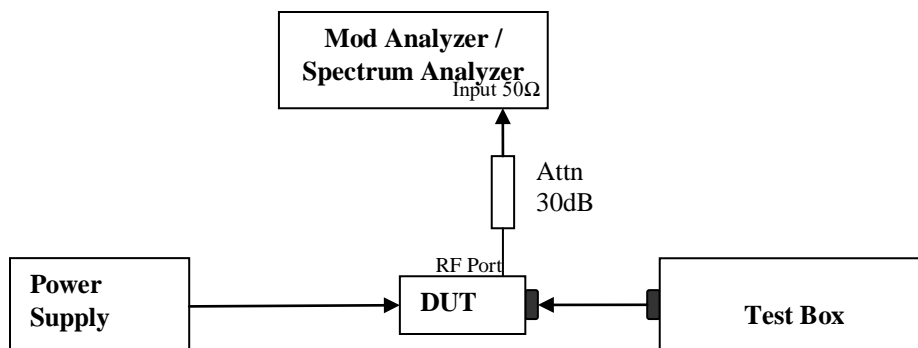 Mod Analyzer /
Spectrum Analyzer
Input 50Ω
Attn
30dB
RF Port
Power
Supply
DUT
Test Box